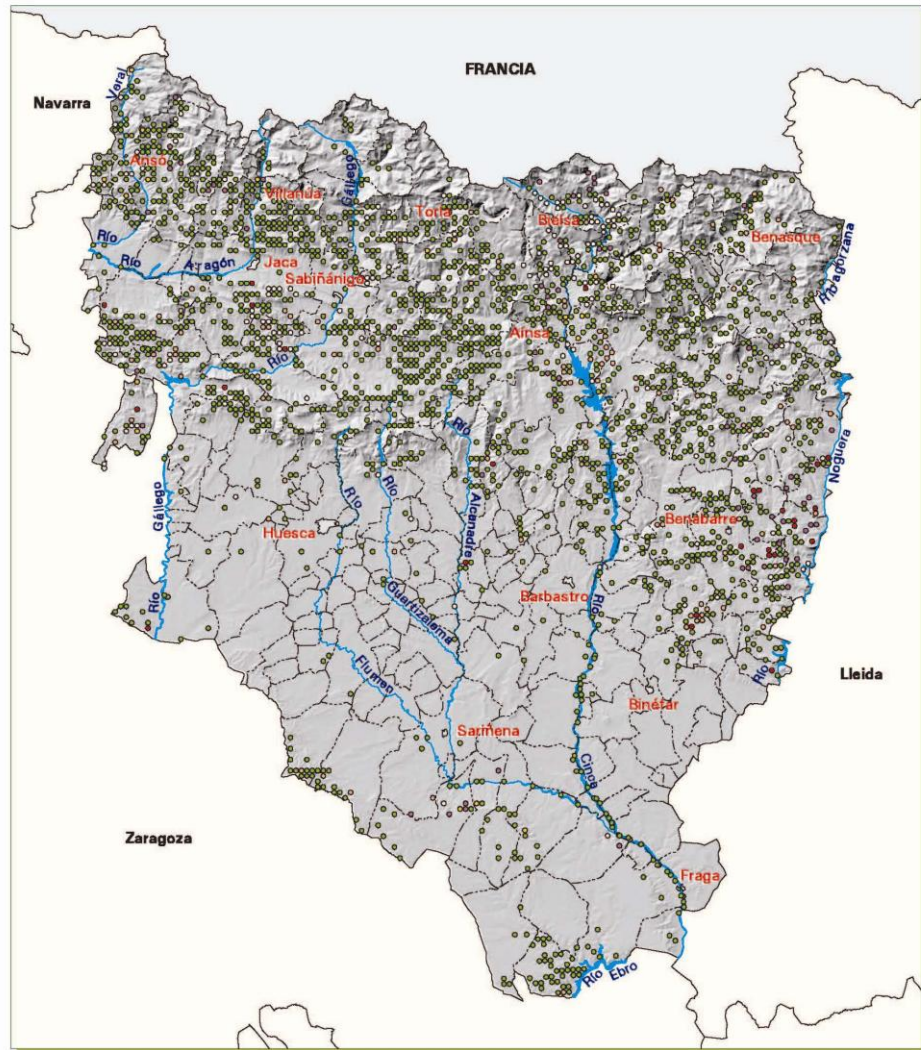 FRANCIA
Navarra
Veral
Ansó
Gállego
Villanúa
Torla
Bielsa
Benasque
Río
Río Aragón
Jaca
Sabiñánigo
Río
Aínsa
Río
Noguera
Río Gállego
Río
Río
Río Alcanadre
Huesca
Benabarre
Guatizalema
Barbastro
Río
Flumen
Río
Lleida
Binéfar
Sariñena
Cinca
Zaragoza
Fraga
Río Ebro